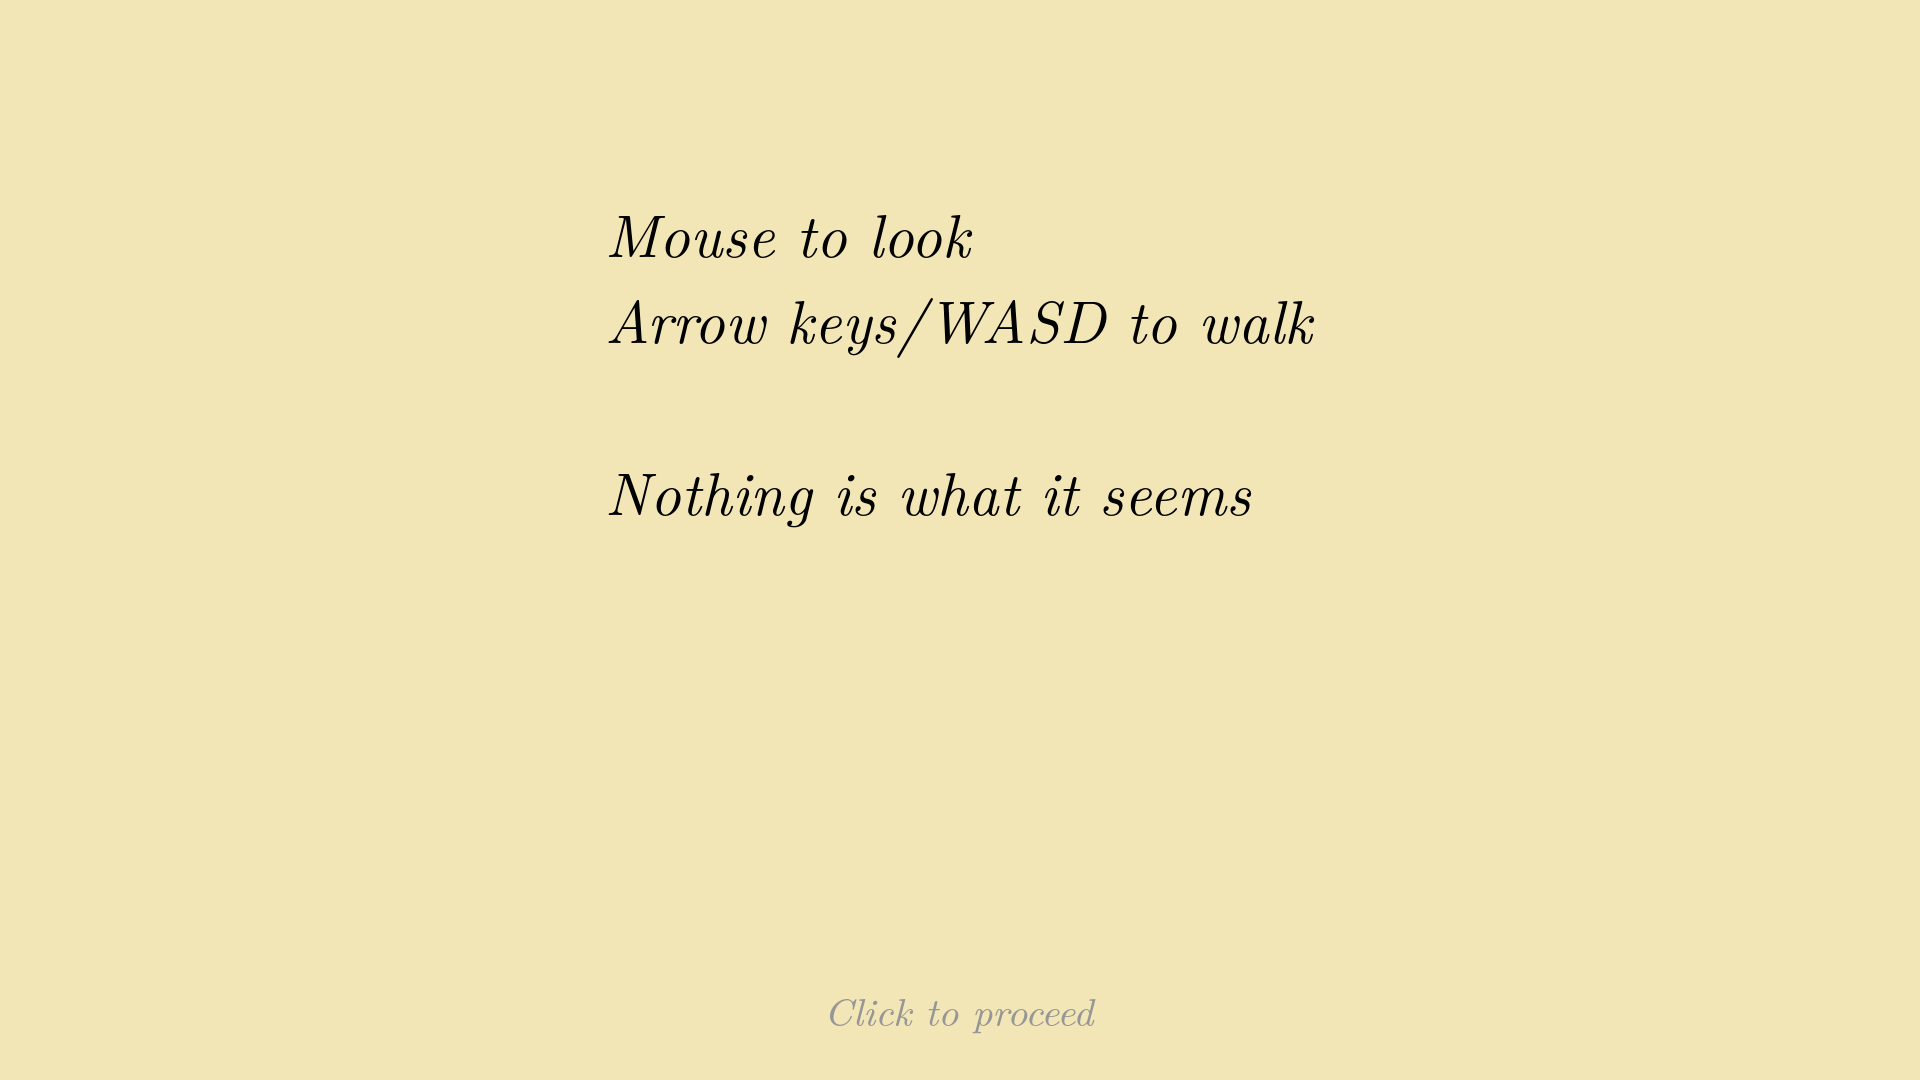 Mouse to look
Arrow keys/WASD to walk
Nothing is what it seems
Click to proceed